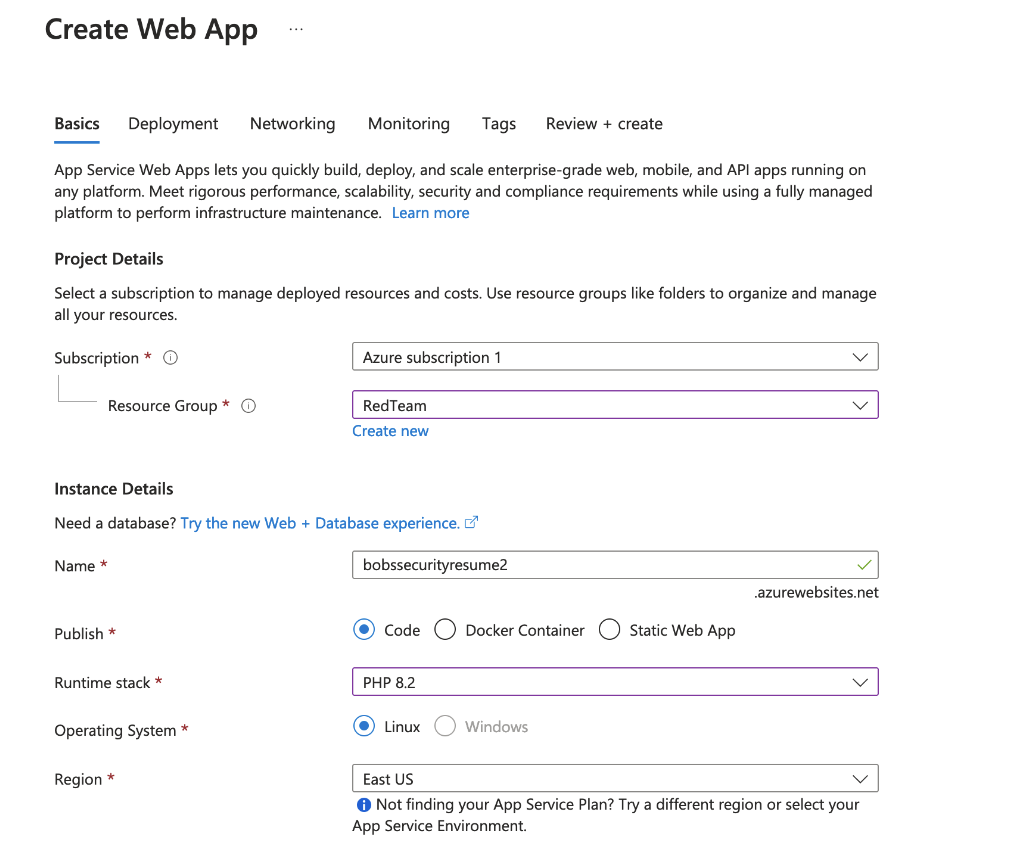 Create Web App ...
Basics Deployment Networking Monitoring Tags Review + create
App Service Web Apps lets you quickly build, deploy, and scale enterprise-grade web, mobile, and API apps running on
any platform. Meet rigorous performance, scalability, security and compliance requirements while using a fully managed
platform to perform infrastructure maintenance. Learn more
Project Details
Select a subscription to manage deployed resources and costs. Use resource groups like folders to organize and manage
all your resources.
Subscription * Azure subscription 1
Resource Group * RedTeam
Create new
Instance Details
Need a database? Try the new Web + Database experience.
Name * bobssecurityresume2
.azurewebsites.net
Publish * Code Docker Container Static Web App
Runtime stack * PHP 8.2
Operating System * Linux Windows
Region * East US
Not finding your App Service Plan? Try a different region or select your
App Service Environment.